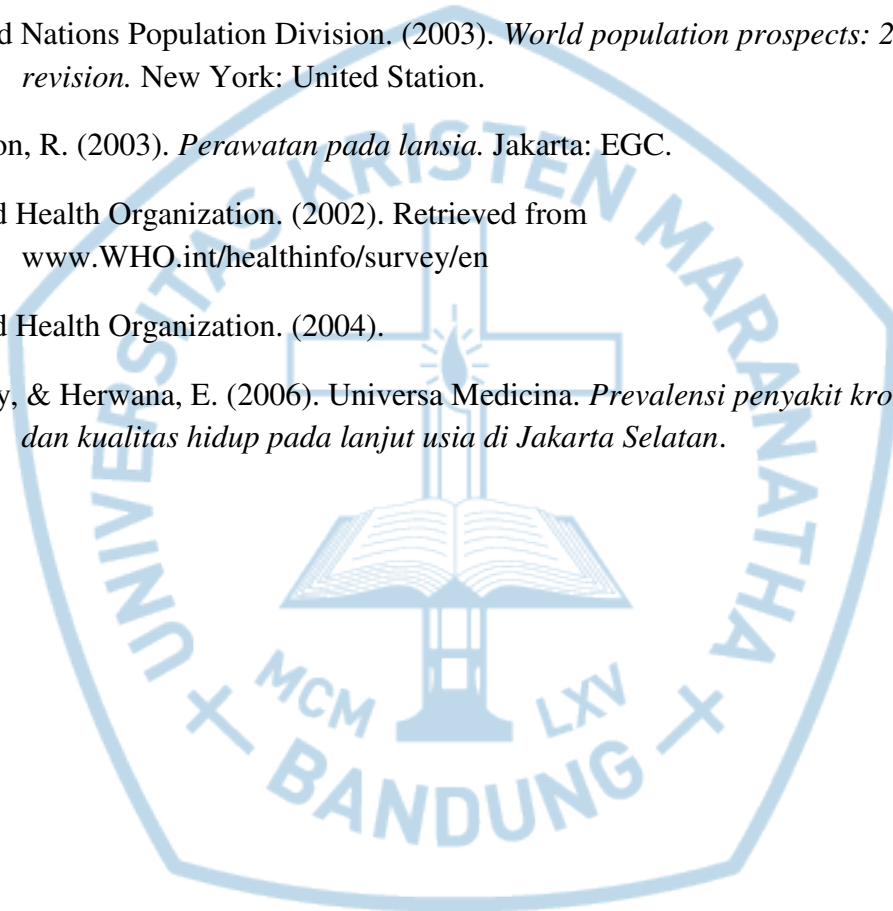 d Nations Population Division. (2003). World population prospects: 2
revision. New York: United Station.
on, R. (2003). Perawatan pada lansia. Jakarta: EGC.
d Health Organization. (2002). Retrieved from
www.WHO.int/healthinfo/survey/en
d Health Organization. (2004).
y, & Herwana, E. (2006). Universa Medicina. Prevalensi penyakit kro
dan kualitas hidup pada lanjut usia di Jakarta Selatan.
UNIVERSITAS KRISTEN MARANATHA
MCM LXV
BANDUNG